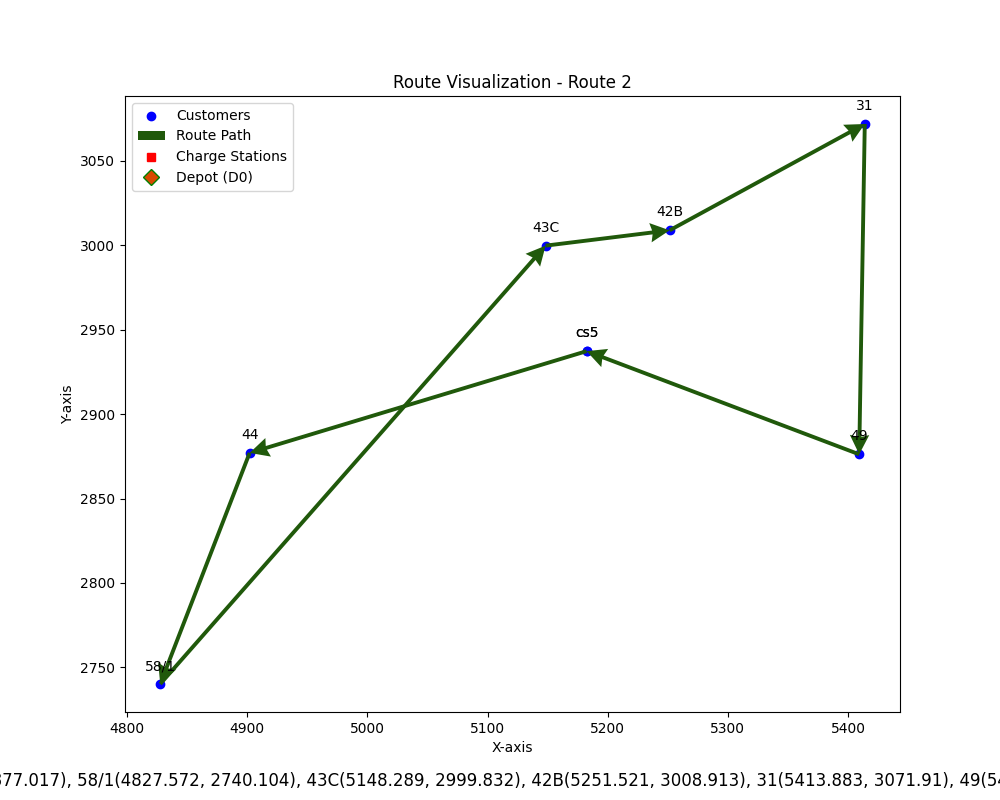 Route Visualization - Route 2
Customers
Route Path
Charge Stations
Depot (D0)
31
3050
42B
43C
3000
cs5
2950
Y-axis
2900
44
49
2850
2800
58/1
2750
4800 4900 5000 5100 5200 5300 5400
X-axis
377.017), 58/1(4827.572, 2740.104), 43C(5148.289, 2999.832), 42B(5251.521, 3008.913), 31(5413.883, 3071.91), 49(54